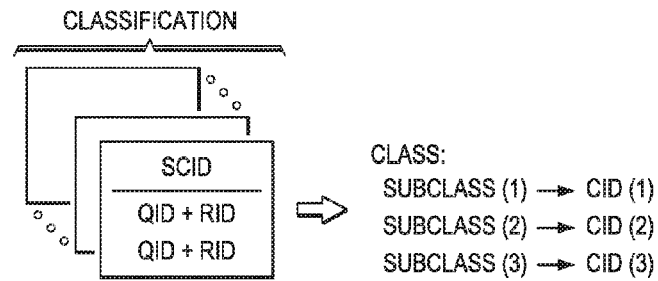 CLASSIFICATION
SCID
QID + RID
QID + RID
CLASS:
SUBCLASS (1) → CID (1)
SUBCLASS (2) → CID (2)
SUBCLASS (3) → CID (3)